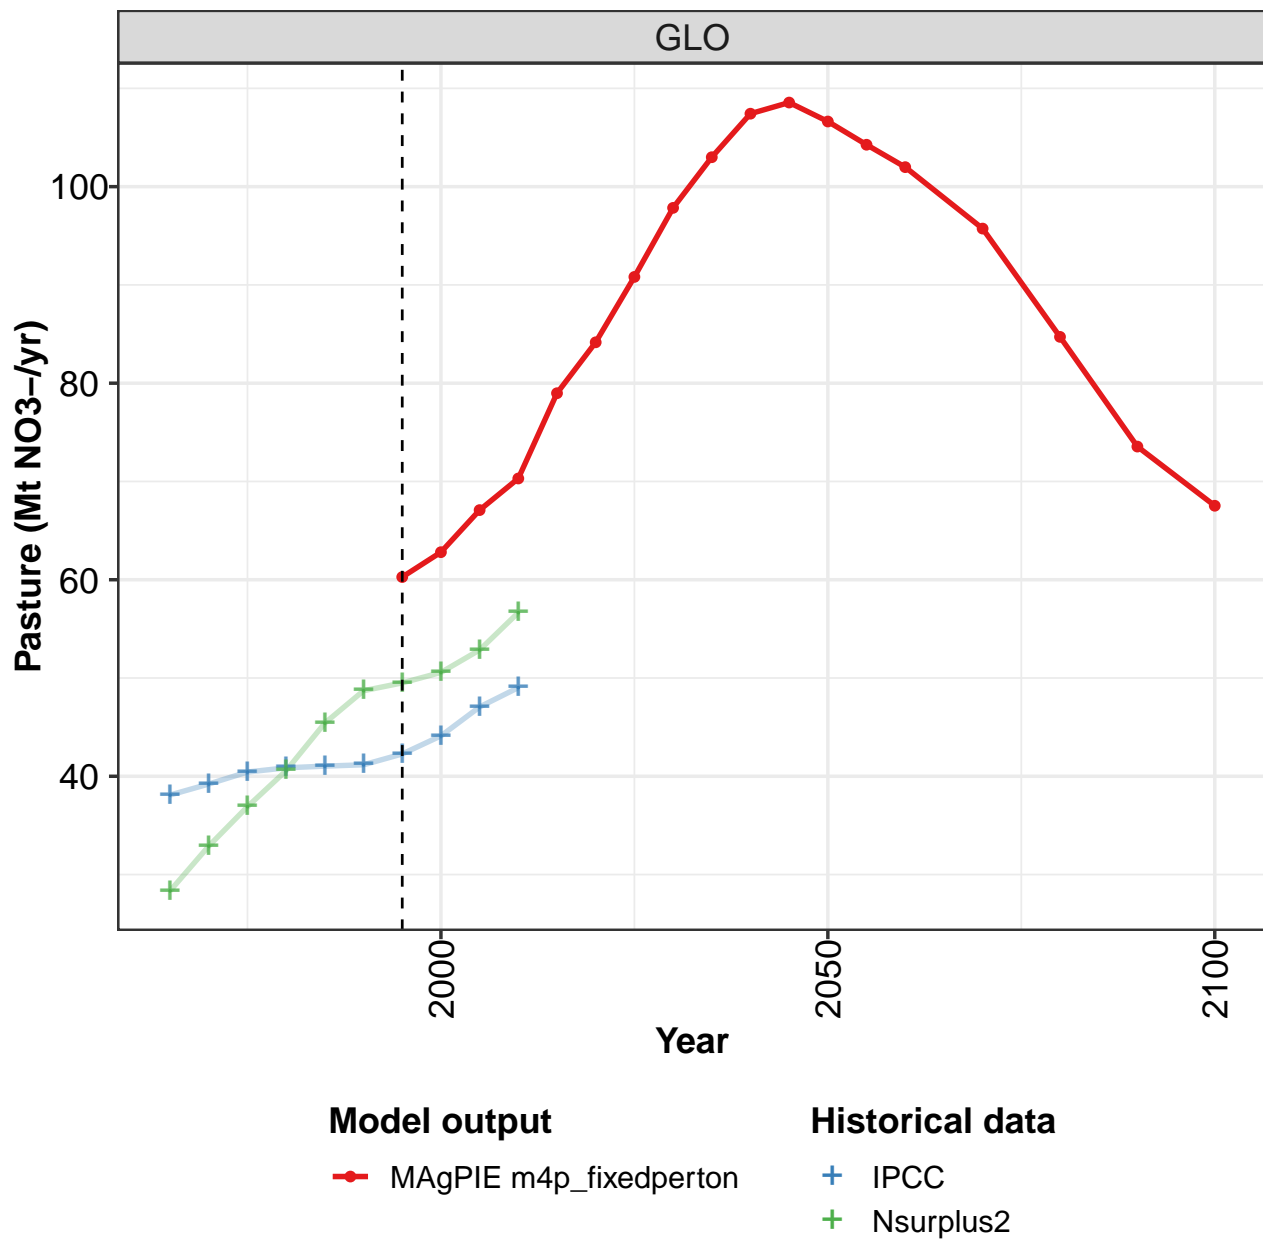 GLO
Pasture (Mt NO3−/yr)
100
80
60
40
2000
2050
2100
Year
Model output
MAgPIE m4p_fixedperton
Historical data
IPCC
Nsurplus2